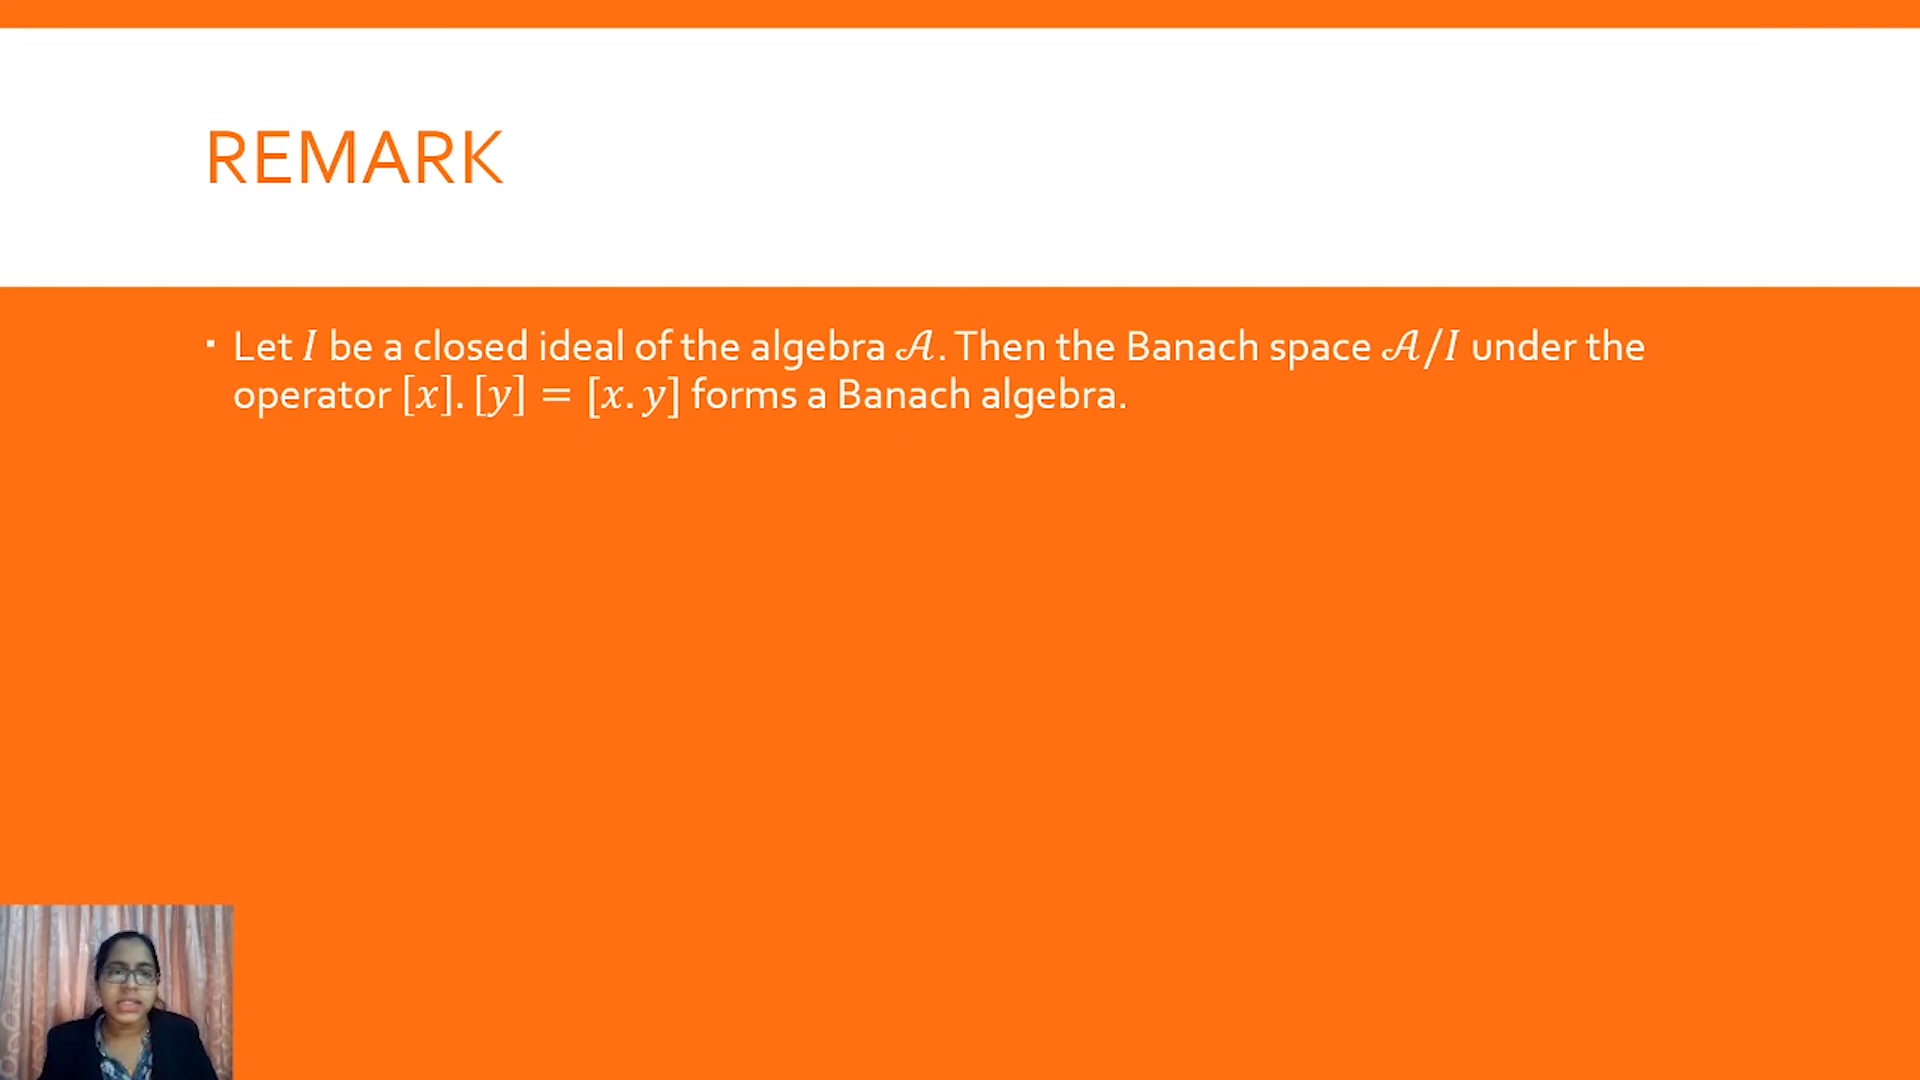 REMARK
▪ Let 𝐼 be a closed ideal of the algebra 𝒜. Then the Banach space 𝒜/𝐼 under the
operator [𝑥]. [𝑦] = [𝑥. 𝑦] forms a Banach algebra.